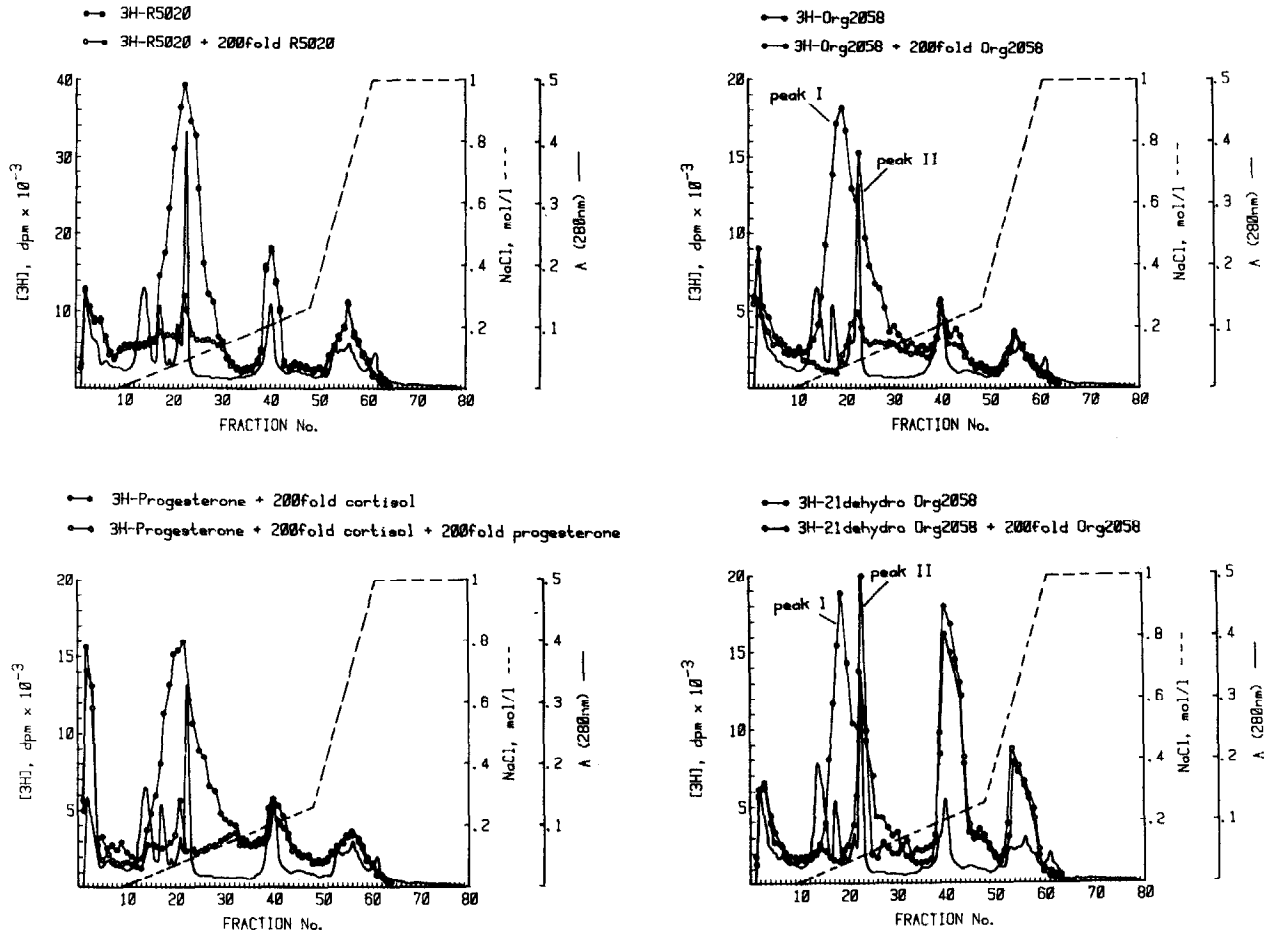 3H-R5020
3H-R5020 + 200fold R5020
40
30
20
10
[3H], dpm × 10⁻³
10 20 30 40 50 60 70 80
FRACTION No.
1
.8
.6
.4
.2
NaCl, mol/l ---
.5
.4
.3
.2
.1
A (280nm) —
3H-Org2058
3H-Org2058 + 200fold Org2058
peak I
peak II
20
15
10
5
[3H], dpm × 10⁻³
10 20 30 40 50 60 70 80
FRACTION No.
1
.8
.6
.4
.2
NaCl, mol/l ---
.5
.4
.3
.2
.1
A (280nm) —
3H-Progesterone + 200fold cortisol
3H-Progesterone + 200fold cortisol + 200fold progesterone
20
15
10
5
[3H], dpm × 10⁻³
10 20 30 40 50 60 70 80
FRACTION No.
1
.8
.6
.4
.2
NaCl, mol/l ---
.5
.4
.3
.2
.1
A (280nm) —
3H-21dehydro Org2058
3H-21dehydro Org2058 + 200fold Org2058
peak I
peak II
20
15
10
5
[3H], dpm × 10⁻³
10 20 30 40 50 60 70 80
FRACTION No.
1
.8
.6
.4
.2
NaCl, mol/l ---
.5
.4
.3
.2
.1
A (280nm) —